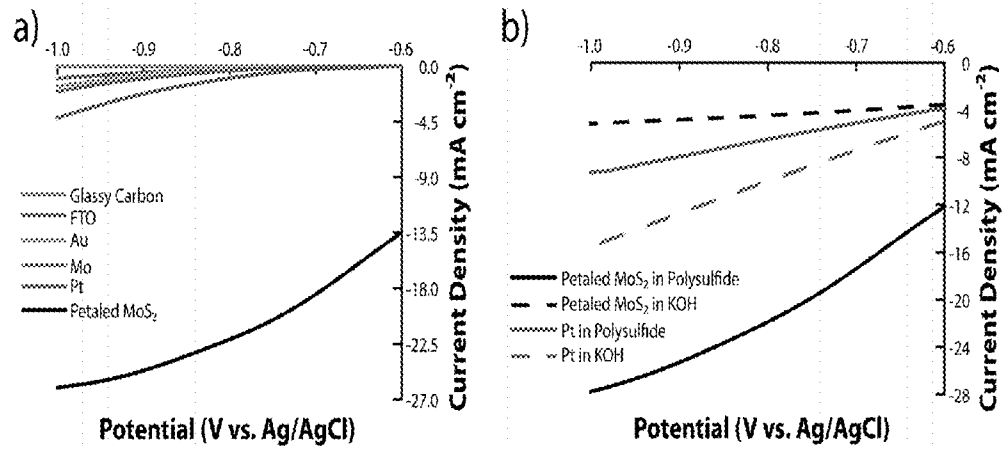 a)
-1.0 -0.9 -0.8 -0.7 -0.6
0.0
-4.5
-9.0
-13.5
-18.0
-22.5
-27.0
Current Density (mA cm⁻²)
Glassy Carbon
FTO
Au
Mo
Pt
Petaled MoS₂
Potential (V vs. Ag/AgCl)
b)
-1.0 -0.9 -0.8 -0.7 -0.6
0
-4
-8
-12
-16
-20
-24
-28
Current Density (mA cm⁻²)
Petaled MoS₂ in Polysulfide
Petaled MoS₂ in KOH
Pt in Polysulfide
Pt in KOH
Potential (V vs. Ag/AgCl)